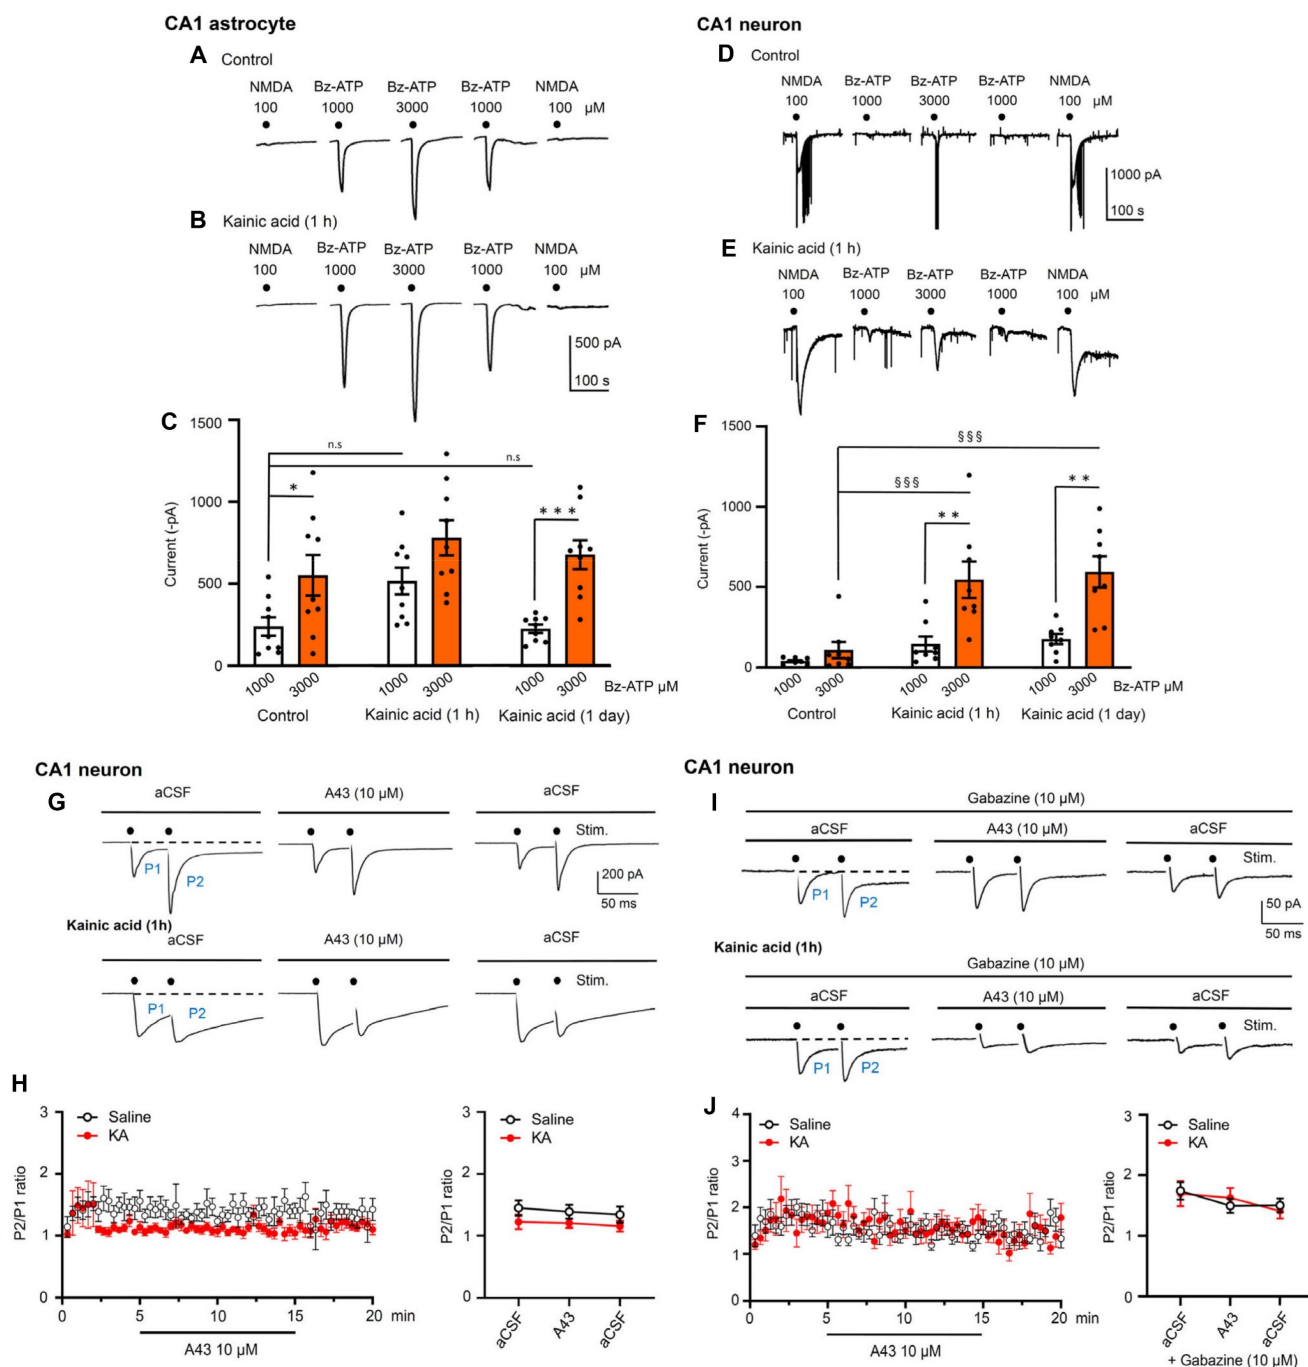 CA1 astrocyte
A Control
NMDA Bz-ATP Bz-ATP Bz-ATP NMDA
100 1000 3000 1000 100 μM
B Kainic acid (1 h)
NMDA Bz-ATP Bz-ATP Bz-ATP NMDA
100 1000 3000 1000 100 μM
500 pA
100 s
C
Current (-pA)
1500
1000
500
0
n.s
n.s
*
* * *
1000 3000 1000 3000 1000 3000 Bz-ATP μM
Control Kainic acid (1 h) Kainic acid (1 day)
CA1 neuron
D Control
NMDA Bz-ATP Bz-ATP Bz-ATP NMDA
100 1000 3000 1000 100 μM
1000 pA
100 s
E Kainic acid (1 h)
NMDA Bz-ATP Bz-ATP Bz-ATP NMDA
100 1000 3000 1000 100 μM
F
Current (-pA)
1500
1000
500
0
§§§
§§§
* *
* *
1000 3000 1000 3000 1000 3000 Bz-ATP μM
Control Kainic acid (1 h) Kainic acid (1 day)
CA1 neuron
G
aCSF A43 (10 μM) aCSF
Stim.
P1 P2
200 pA
50 ms
Kainic acid (1h)
aCSF A43 (10 μM) aCSF
Stim.
P1 P2
H
P2/P1 ratio
3
2
1
0
Saline
KA
0 5 10 15 20 min
A43 10 μM
P2/P1 ratio
3
2
1
0
Saline
KA
aCSF A43 aCSF
CA1 neuron
I
Gabazine (10 μM)
aCSF A43 (10 μM) aCSF
Stim.
P1 P2
50 pA
50 ms
Kainic acid (1h)
Gabazine (10 μM)
aCSF A43 (10 μM) aCSF
Stim.
P1 P2
J
P2/P1 ratio
4
3
2
1
0
Saline
KA
0 5 10 15 20 min
A43 10 μM
P2/P1 ratio
3
2
1
0
Saline
KA
aCSF A43 aCSF
+ Gabazine (10 μM)